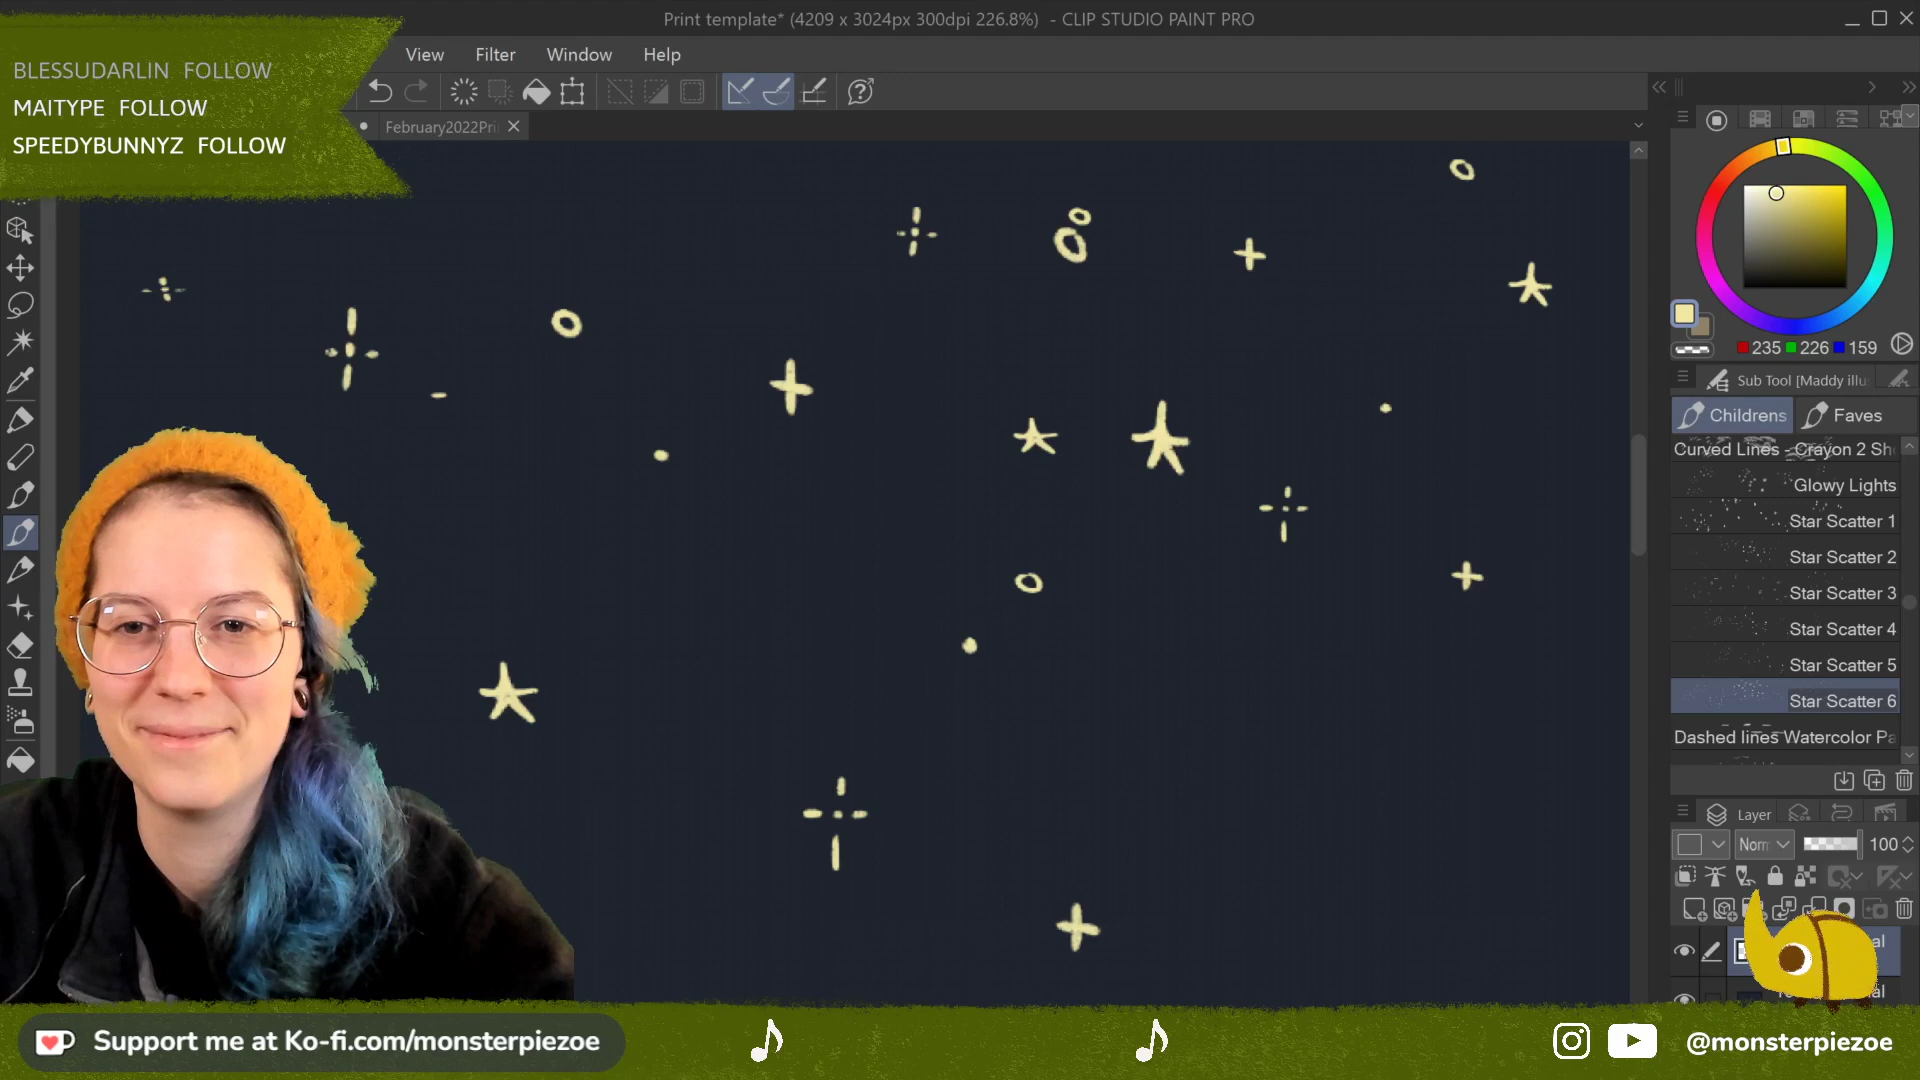 Print template* (4209 x 3024px 300dpi 226.8%) - CLIP STUDIO PAINT PRO
View Filter Window Help
BLESSUDARLIN FOLLOW
MAITYPE FOLLOW
SPEEDYBUNNYZ FOLLOW
February2022Pri
235 226 159
Sub Tool [Maddy illu
Childrens Faves
Curved Lines - Crayon 2 Sh
Glowy Lights
Star Scatter 1
Star Scatter 2
Star Scatter 3
Star Scatter 4
Star Scatter 5
Star Scatter 6
Dashed lines Watercolor Pa
Layer
Norm 100
al
al
Support me at Ko-fi.com/monsterpiezoe
@monsterpiezoe